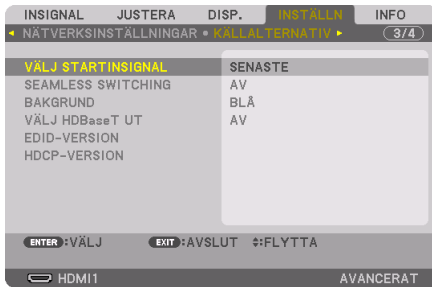 INSIGNAL JUSTERA DISP. INSTÄLLN INFO
NÄTVERKSINSTÄLLNINGAR • KÄLLALTERNATIV 3/4
VÄLJ STARTINSIGNAL SENASTE
SEAMLESS SWITCHING AV
BAKGRUND BLÅ
VÄLJ HDBaseT UT AV
EDID-VERSION
HDCP-VERSION
ENTER :VÄLJ EXIT :AVSLUT :FLYTTA
HDMI1 AVANCERAT